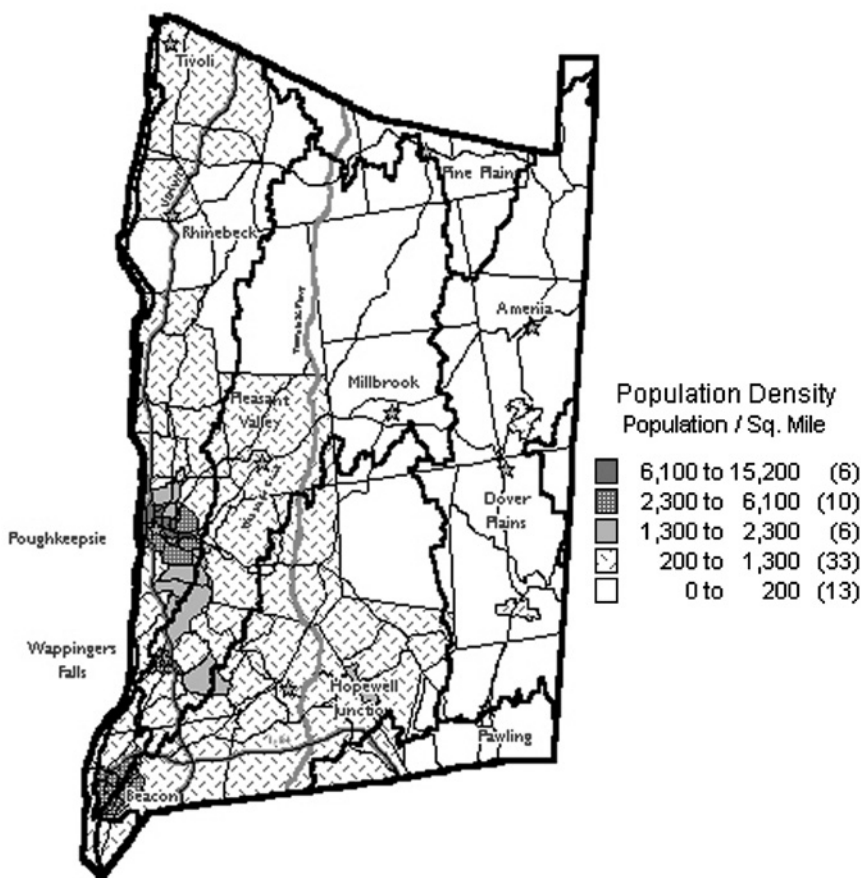 Tivoli
Pine Plains
Rhinebeck
Amenia
Millbrook
Pleasant
Valley
Dover
Plains
Poughkeepsie
Wappingers
Falls
Hopewell
Junction
Pawling
Beacon
Population Density
Population / Sq. Mile
6,100 to 15,200 (6)
2,300 to 6,100 (10)
1,300 to 2,300 (6)
200 to 1,300 (33)
0 to 200 (13)